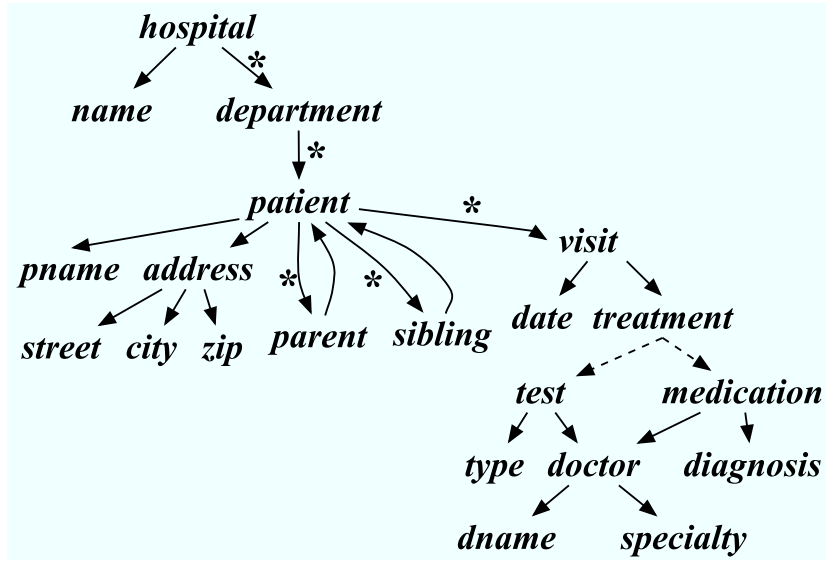 hospital
*
name department
*
patient
*
visit
pname address
* *
date treatment
street city zip parent sibling
test medication
type doctor diagnosis
dname specialty